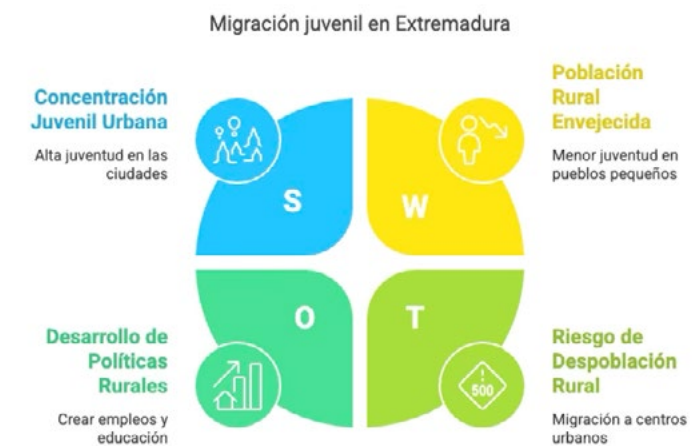 Migración juvenil en Extremadura
Concentración
Juvenil Urbana
Alta juventud en las
ciudades
Población
Rural
Envejecida
Menor juventud en
pueblos pequeños
S
W
O
T
Desarrollo de
Políticas
Rurales
Crear empleos y
educación
500
Riesgo de
Despoblación
Rural
Migración a centros
urbanos